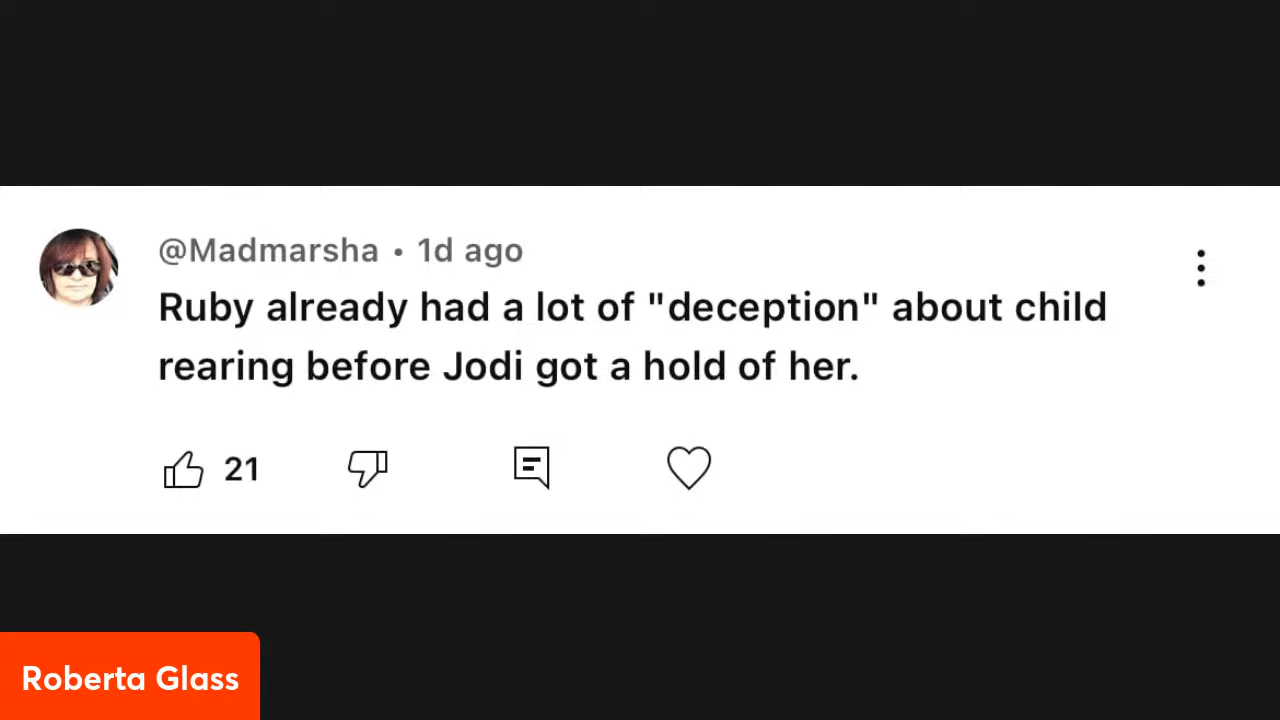 @Madmarsha • 1d ago
Ruby already had a lot of "deception" about child
rearing before Jodi got a hold of her.
21
Roberta Glass